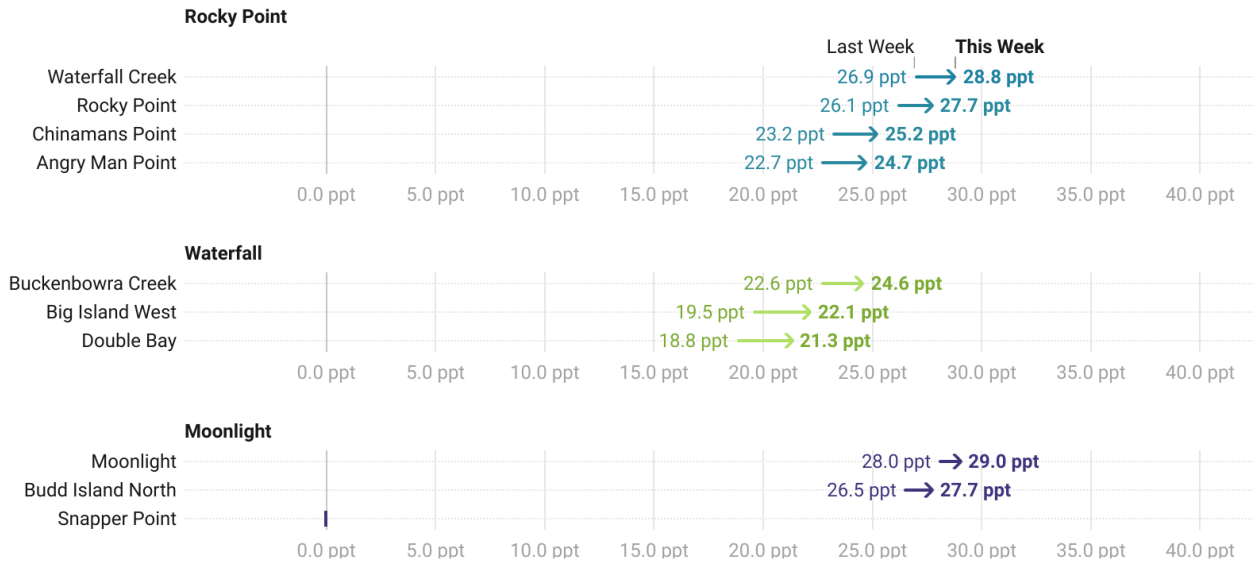 Rocky Point
Last Week This Week
Waterfall Creek 26.9 ppt 28.8 ppt
Rocky Point 26.1 ppt 27.7 ppt
Chinamans Point 23.2 ppt 25.2 ppt
Angry Man Point 22.7 ppt 24.7 ppt
0.0 ppt 5.0 ppt 10.0 ppt 15.0 ppt 20.0 ppt 25.0 ppt 30.0 ppt 35.0 ppt 40.0 ppt
Waterfall
Buckenbowra Creek 22.6 ppt 24.6 ppt
Big Island West 19.5 ppt 22.1 ppt
Double Bay 18.8 ppt 21.3 ppt
0.0 ppt 5.0 ppt 10.0 ppt 15.0 ppt 20.0 ppt 25.0 ppt 30.0 ppt 35.0 ppt 40.0 ppt
Moonlight
Moonlight 28.0 ppt 29.0 ppt
Budd Island North 26.5 ppt 27.7 ppt
Snapper Point
0.0 ppt 5.0 ppt 10.0 ppt 15.0 ppt 20.0 ppt 25.0 ppt 30.0 ppt 35.0 ppt 40.0 ppt